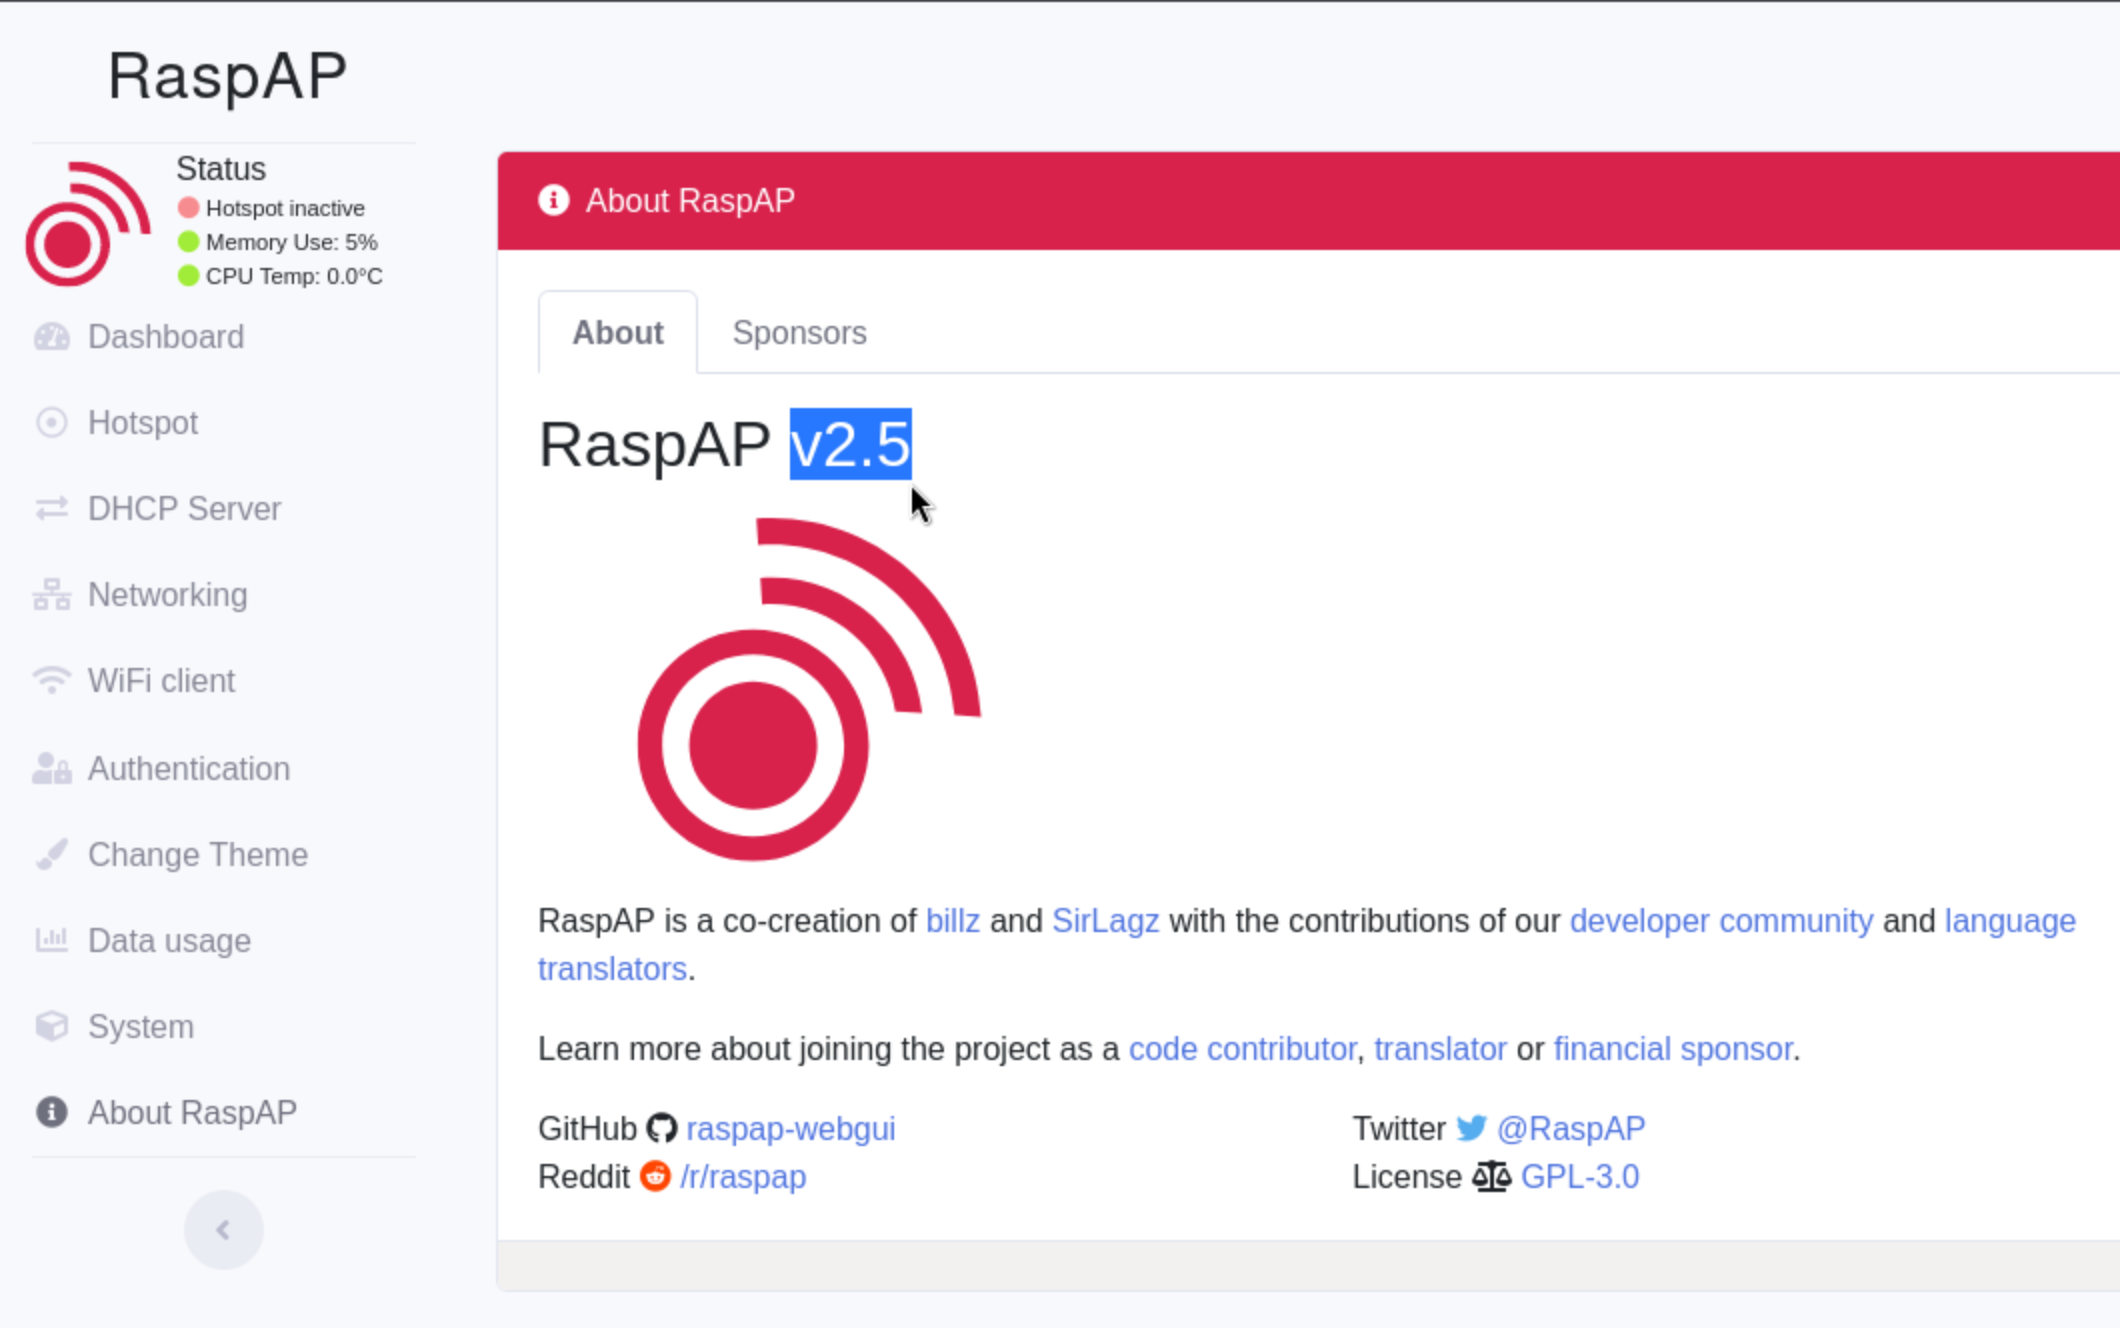 RaspAP
Status
Hotspot inactive
Memory Use: 5%
CPU Temp: 0.0°C
Dashboard
Hotspot
DHCP Server
Networking
WiFi client
Authentication
Change Theme
Data usage
System
About RaspAP
About RaspAP
About Sponsors
RaspAP v2.5
RaspAP is a co-creation of billz and SirLagz with the contributions of our developer community and language
translators.
Learn more about joining the project as a code contributor, translator or financial sponsor.
GitHub raspap-webgui
Reddit /r/raspap
Twitter @RaspAP
License GPL-3.0